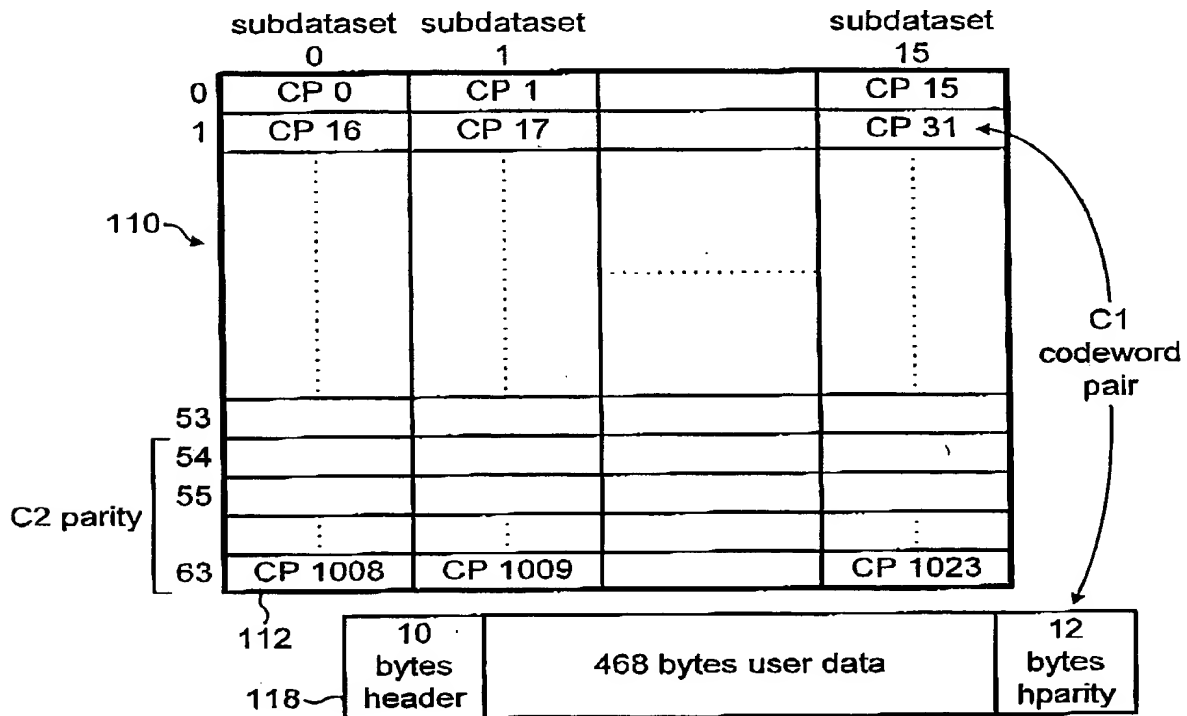 subdataset subdataset subdataset
0 1 15
0 CP 0 CP 1 CP 15
1 CP 16 CP 17 CP 31
110
C1
codeword
pair
53
54
55
C2 parity
63 CP 1008 CP 1009 CP 1023
112
10
bytes
header
468 bytes user data
12
bytes
hparity
118